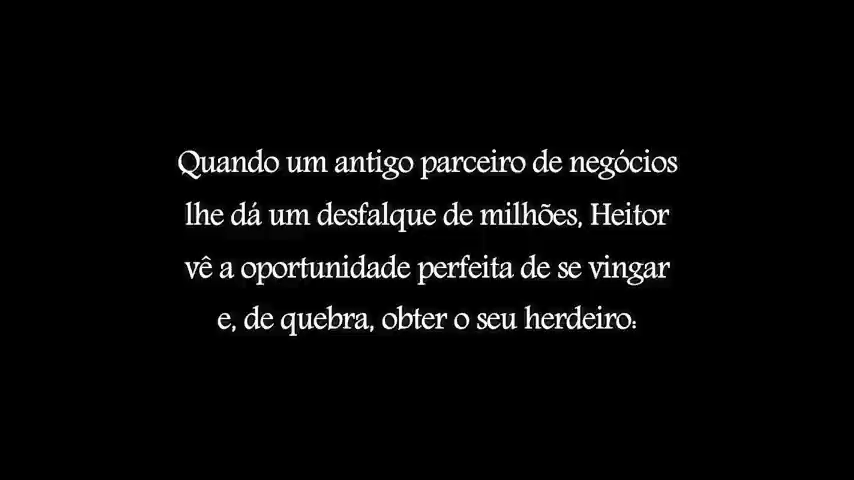 Quando um antigo parceiro de negócios
lhe dá um desfalque de milhões, Heitor
vê a oportunidade perfeita de se vingar
e, de quebra, obter o seu herdeiro: